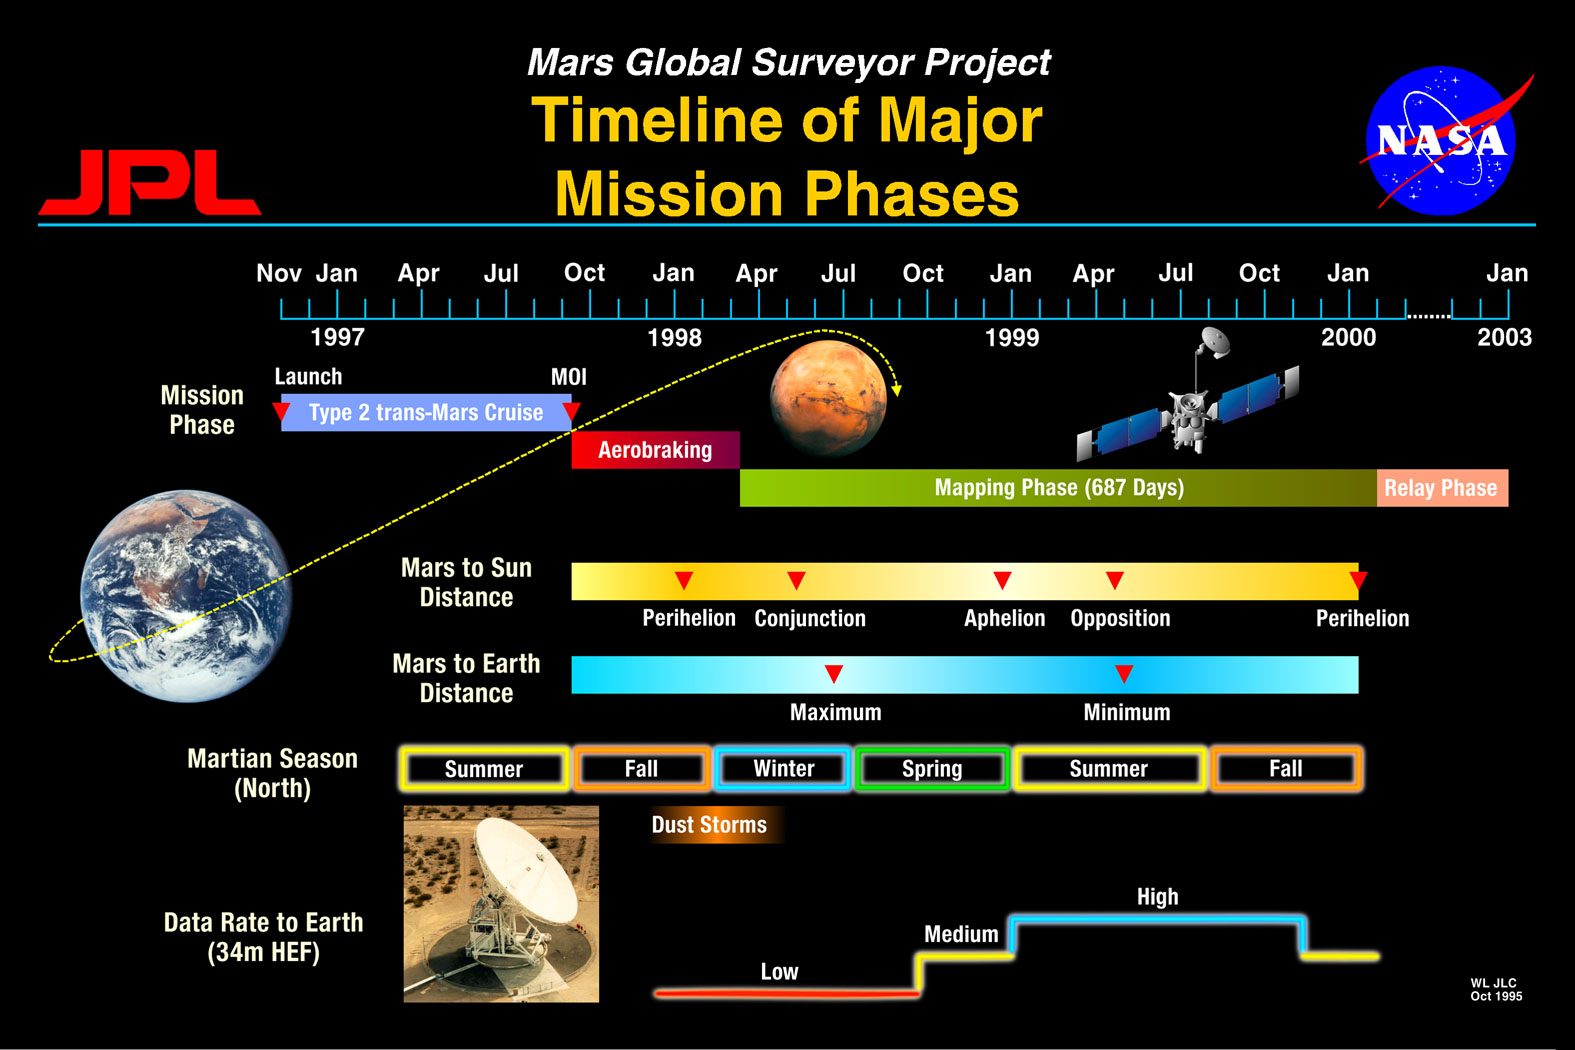 Mars Global Surveyor Project
Timeline of Major
Mission Phases
JPL
NASA
Nov Jan Apr Jul Oct Jan Apr Jul Oct Jan Apr Jul Oct Jan Jan
1997 1998 1999 2000 2003
Mission
Phase
Launch MOI
Type 2 trans-Mars Cruise
Aerobraking
Mapping Phase (687 Days) Relay Phase
Mars to Sun
Distance
Perihelion Conjunction Aphelion Opposition Perihelion
Mars to Earth
Distance
Maximum Minimum
Martian Season
(North)
Summer Fall Winter Spring Summer Fall
Dust Storms
Data Rate to Earth
(34m HEF)
Low Medium High
WL JLC
Oct 1995